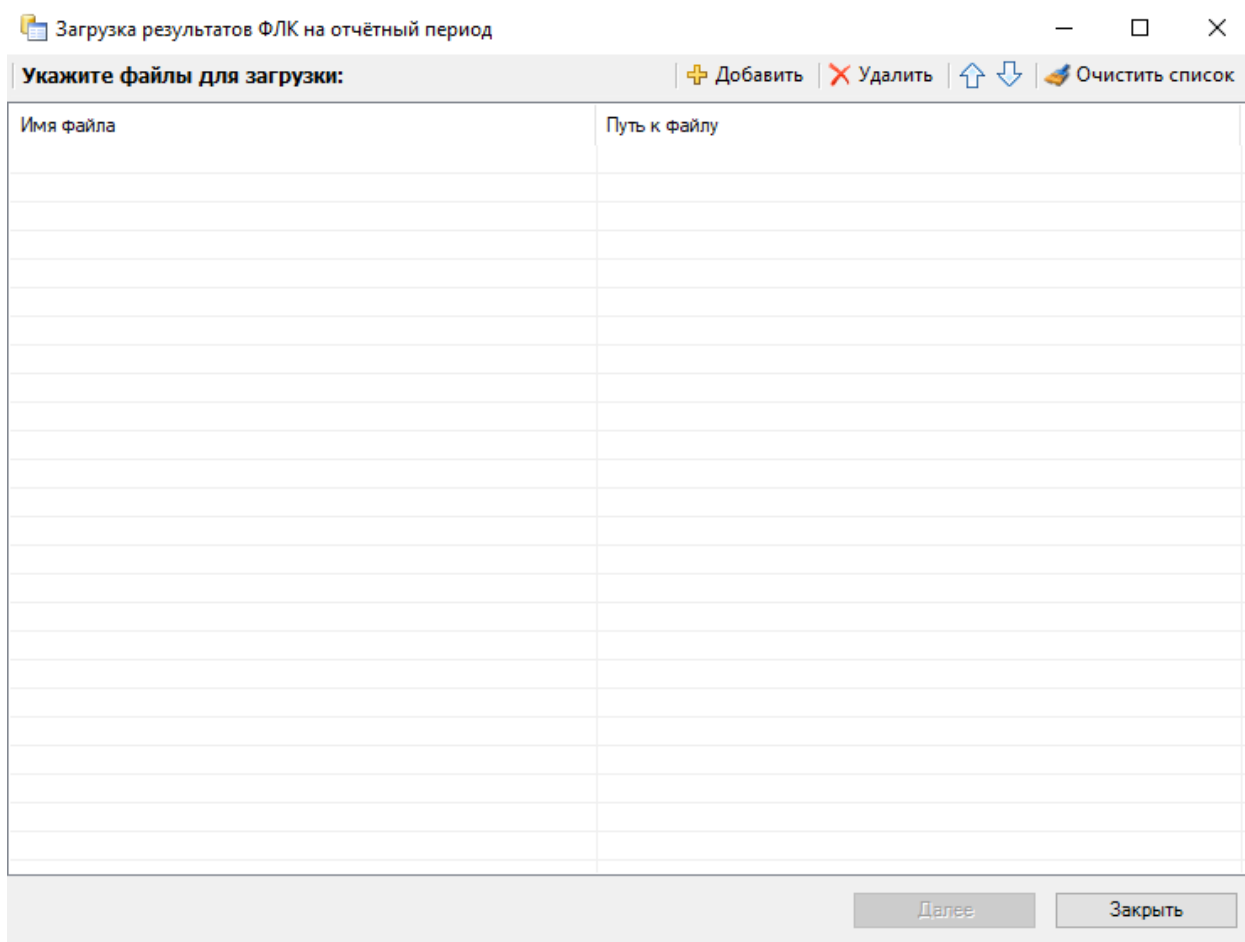 Загрузка результатов ФЛК на отчётный период
Укажите файлы для загрузки: Добавить Удалить Очистить список
Имя файла Путь к файлу
Далее Закрыть